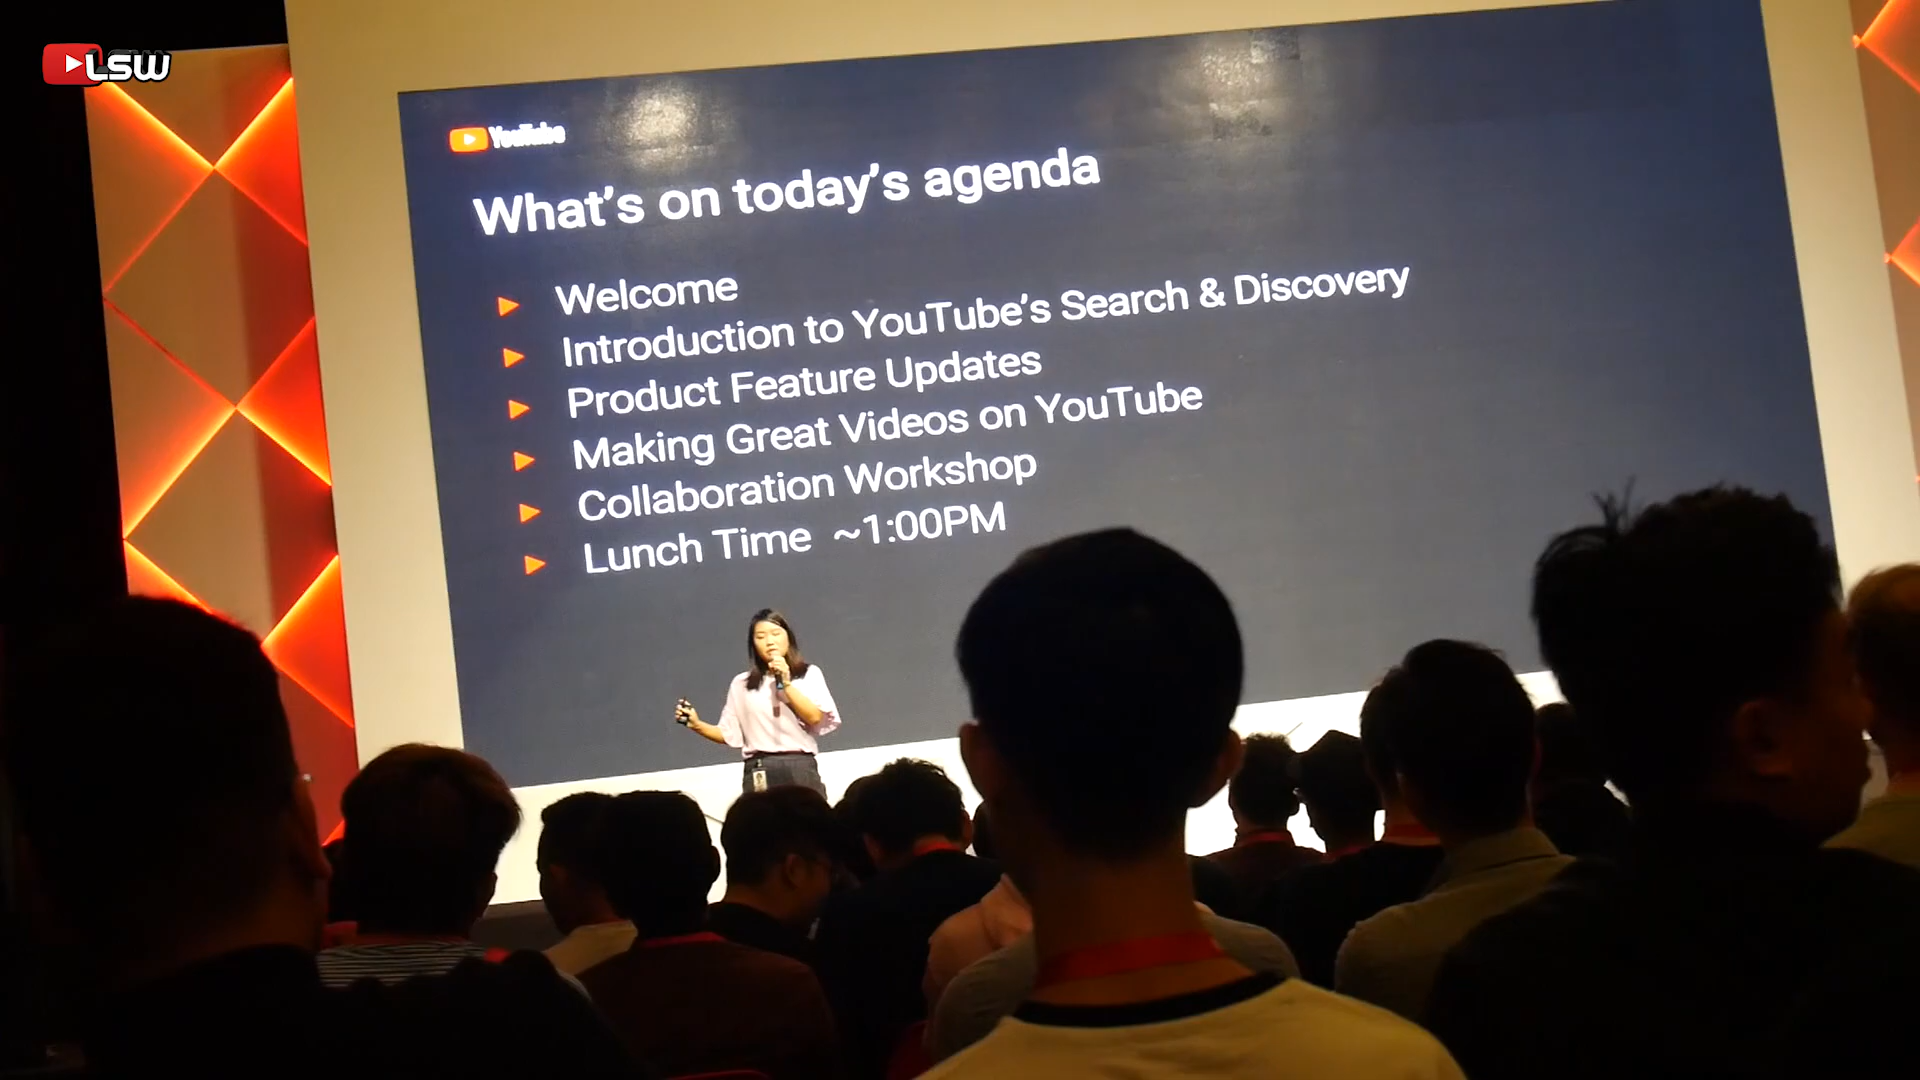 LSW
YouTube
What's on today's agenda
Welcome
Introduction to YouTube's Search & Discovery
Product Feature Updates
Making Great Videos on YouTube
Collaboration Workshop
Lunch Time ~1:00PM